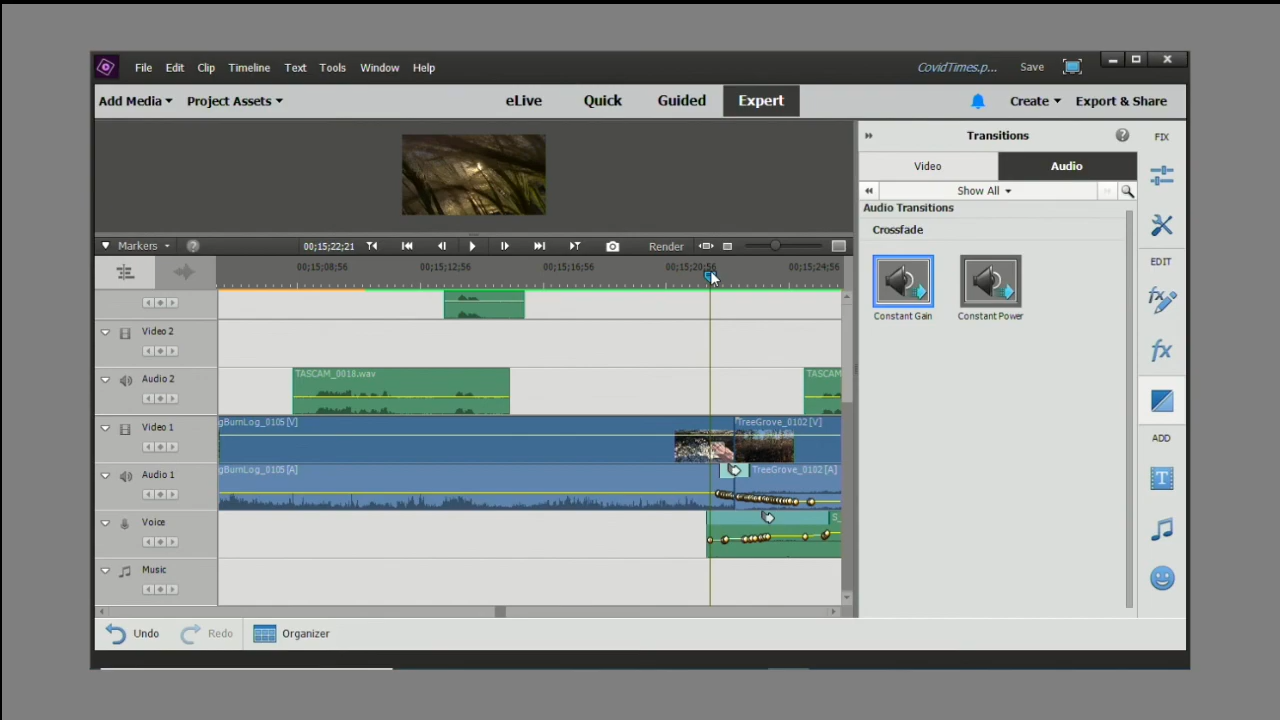 File Edit Clip Timeline Text Tools Window Help CovidTimes.p... Save
Add Media Project Assets eLive Quick Guided Expert Create Export & Share
Transitions FIX
Video Audio
Show All
Audio Transitions
Crossfade
Markers 00;15;22;21 Render
00;15;08;56 00;15;12;56 00;15;16;56 00;15;20;56 00;15;24;56
EDIT
Constant Gain Constant Power
Video 2
Audio 2 TASCAM_0018.wav TASCAM
Video 1 gBurnLog_0105 [V] TreeGrove_0102 [V]
ADD
Audio 1 gBurnLog_0105 [A] TreeGrove_0102 [A]
Voice S_
Music
Undo Redo Organizer